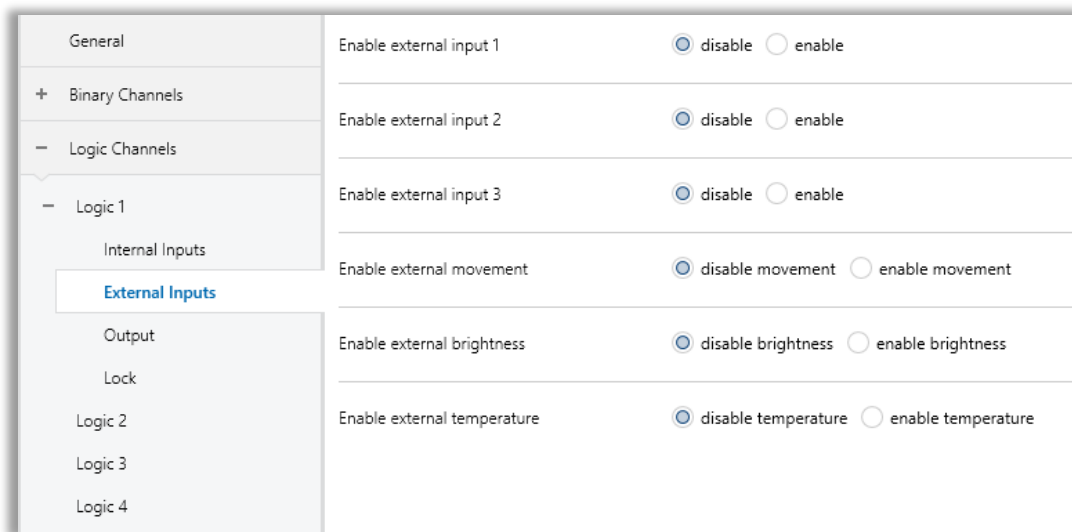 General
+ Binary Channels
− Logic Channels
− Logic 1
Internal Inputs
External Inputs
Output
Lock
Logic 2
Logic 3
Logic 4
Enable external input 1 disable enable
Enable external input 2 disable enable
Enable external input 3 disable enable
Enable external movement disable movement enable movement
Enable external brightness disable brightness enable brightness
Enable external temperature disable temperature enable temperature